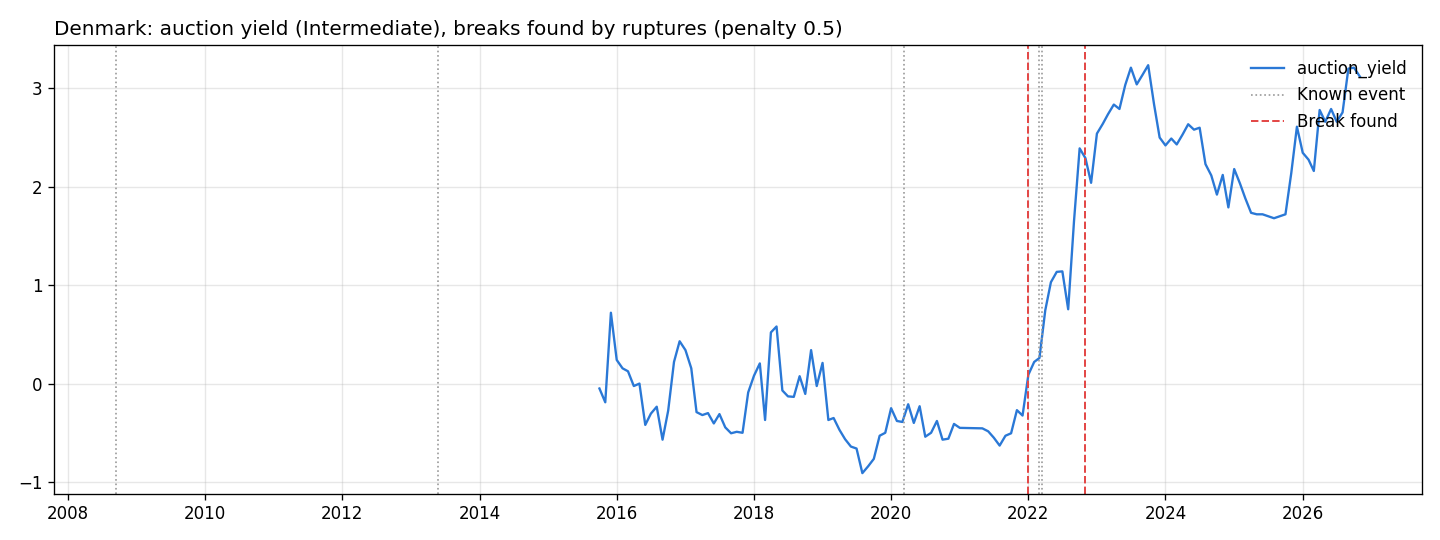 Denmark: auction yield (Intermediate), breaks found by ruptures (penalty 0.5)
auction_yield
Known event
Break found
3
2
1
0
−1
2008 2010 2012 2014 2016 2018 2020 2022 2024 2026